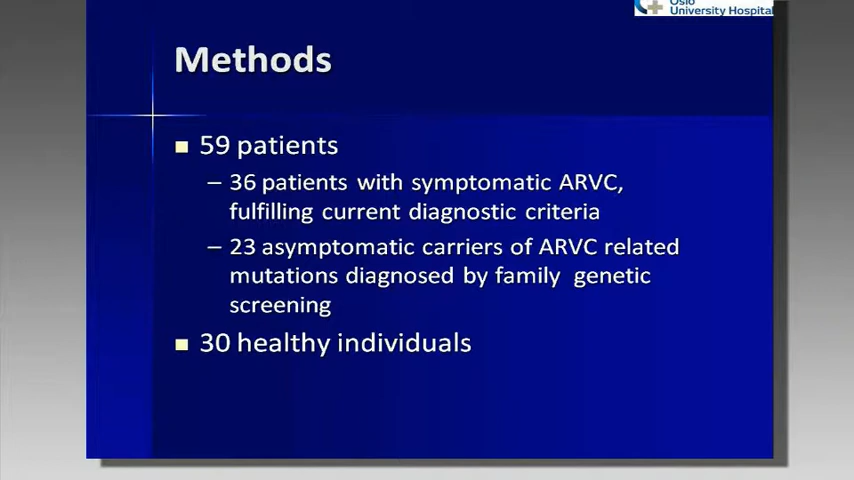 Oslo
University Hospital
Methods
59 patients
– 36 patients with symptomatic ARVC,
fulfilling current diagnostic criteria
– 23 asymptomatic carriers of ARVC related
mutations diagnosed by family genetic
screening
30 healthy individuals